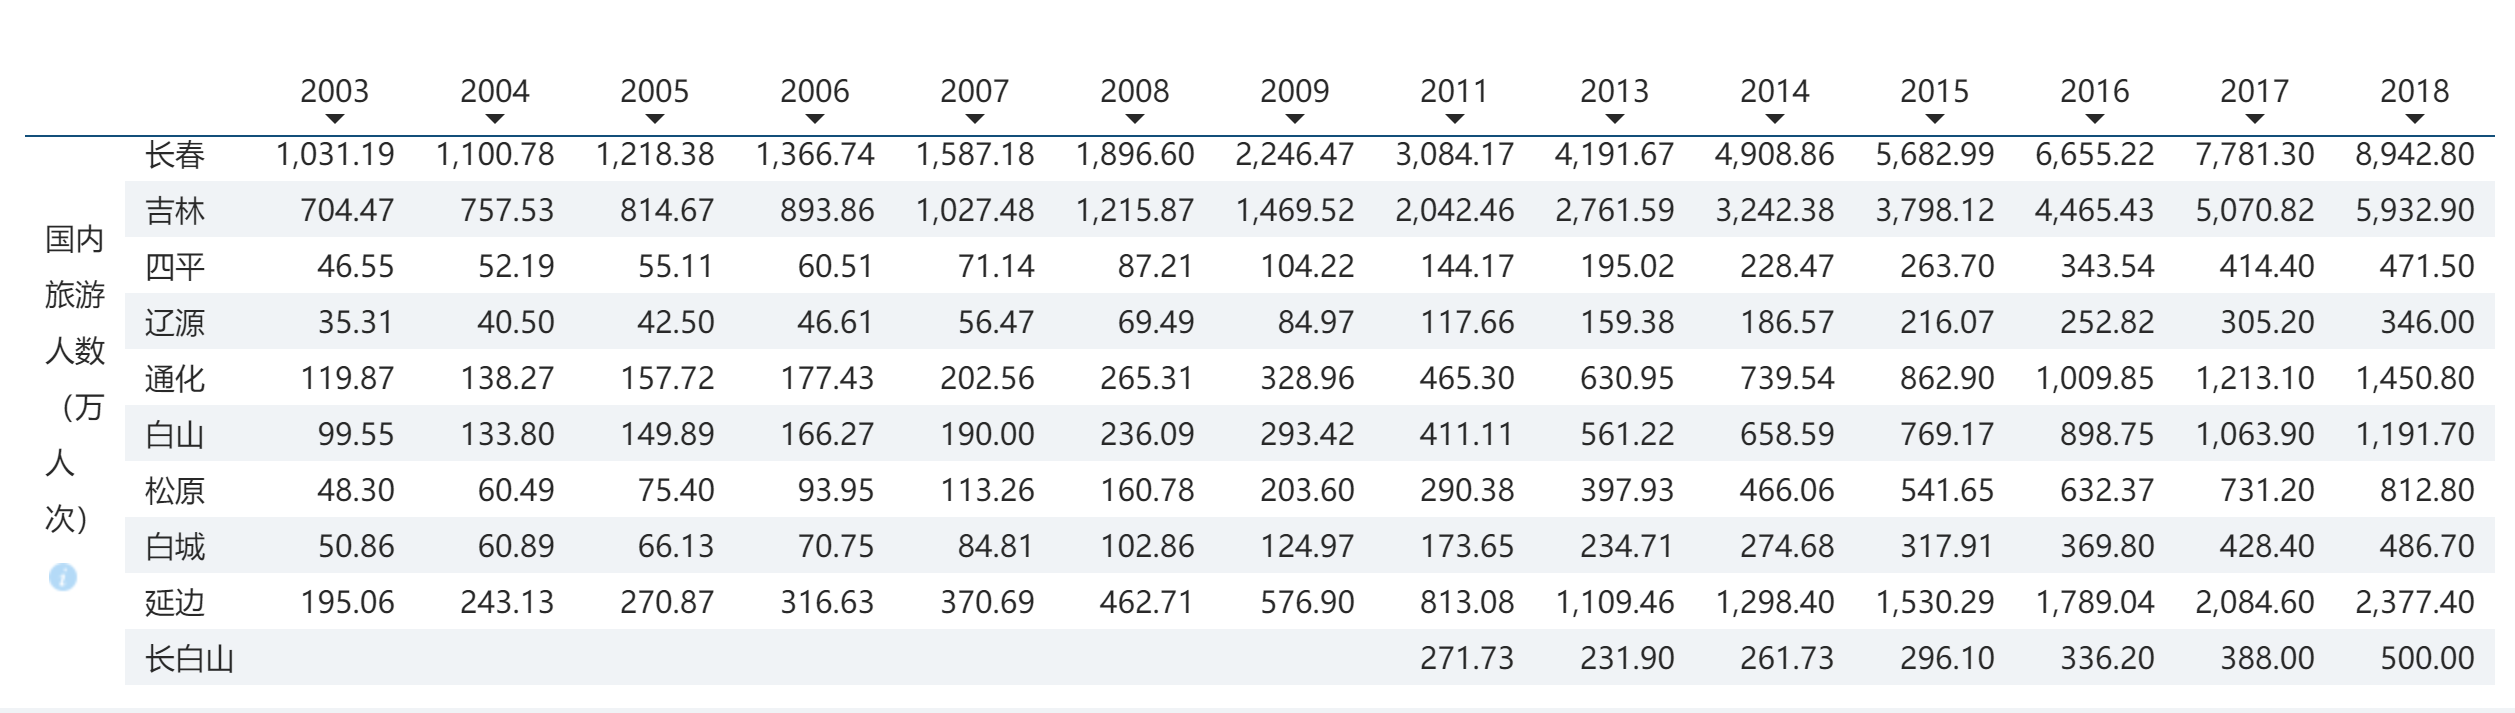 2003 2004 2005 2006 2007 2008 2009 2011 2013 2014 2015 2016 2017 2018
国内
旅游
人数
（万
人
次）
长春 1,031.19 1,100.78 1,218.38 1,366.74 1,587.18 1,896.60 2,246.47 3,084.17 4,191.67 4,908.86 5,682.99 6,655.22 7,781.30 8,942.80
吉林 704.47 757.53 814.67 893.86 1,027.48 1,215.87 1,469.52 2,042.46 2,761.59 3,242.38 3,798.12 4,465.43 5,070.82 5,932.90
四平 46.55 52.19 55.11 60.51 71.14 87.21 104.22 144.17 195.02 228.47 263.70 343.54 414.40 471.50
辽源 35.31 40.50 42.50 46.61 56.47 69.49 84.97 117.66 159.38 186.57 216.07 252.82 305.20 346.00
通化 119.87 138.27 157.72 177.43 202.56 265.31 328.96 465.30 630.95 739.54 862.90 1,009.85 1,213.10 1,450.80
白山 99.55 133.80 149.89 166.27 190.00 236.09 293.42 411.11 561.22 658.59 769.17 898.75 1,063.90 1,191.70
松原 48.30 60.49 75.40 93.95 113.26 160.78 203.60 290.38 397.93 466.06 541.65 632.37 731.20 812.80
白城 50.86 60.89 66.13 70.75 84.81 102.86 124.97 173.65 234.71 274.68 317.91 369.80 428.40 486.70
延边 195.06 243.13 270.87 316.63 370.69 462.71 576.90 813.08 1,109.46 1,298.40 1,530.29 1,789.04 2,084.60 2,377.40
长白山 271.73 231.90 261.73 296.10 336.20 388.00 500.00